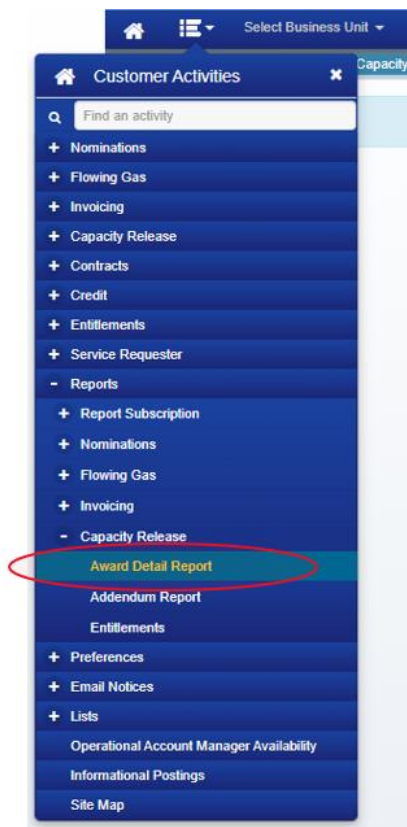 Select Business Unit
Capacity
Customer Activities
Find an activity
Nominations
Flowing Gas
Invoicing
Capacity Release
Contracts
Credit
Entitlements
Service Requester
Reports
Report Subscription
Nominations
Flowing Gas
Invoicing
Capacity Release
Award Detail Report
Addendum Report
Entitlements
Preferences
Email Notices
Lists
Operational Account Manager Availability
Informational Postings
Site Map